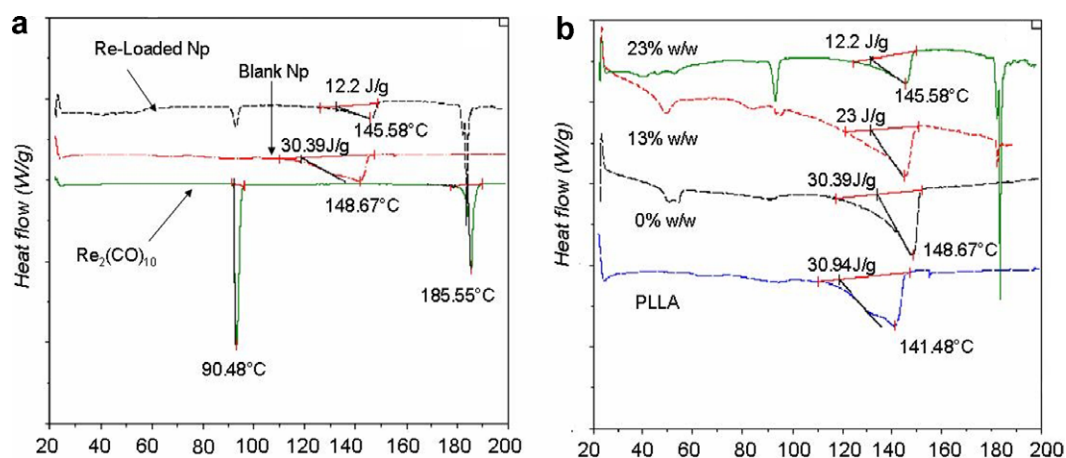 a
Re-Loaded Np
Blank Np
12.2 J/g
145.58°C
30.39J/g
148.67°C
Re2(CO)10
185.55°C
90.48°C
Heat flow (W/g)
20 40 60 80 100 120 140 160 180 200
b
23% w/w
12.2 J/g
145.58°C
13% w/w
23 J/g
30.39J/g
0% w/w
148.67°C
30.94J/g
PLLA
141.48°C
Heat flow (W/g)
20 40 60 80 100 120 140 160 180 200